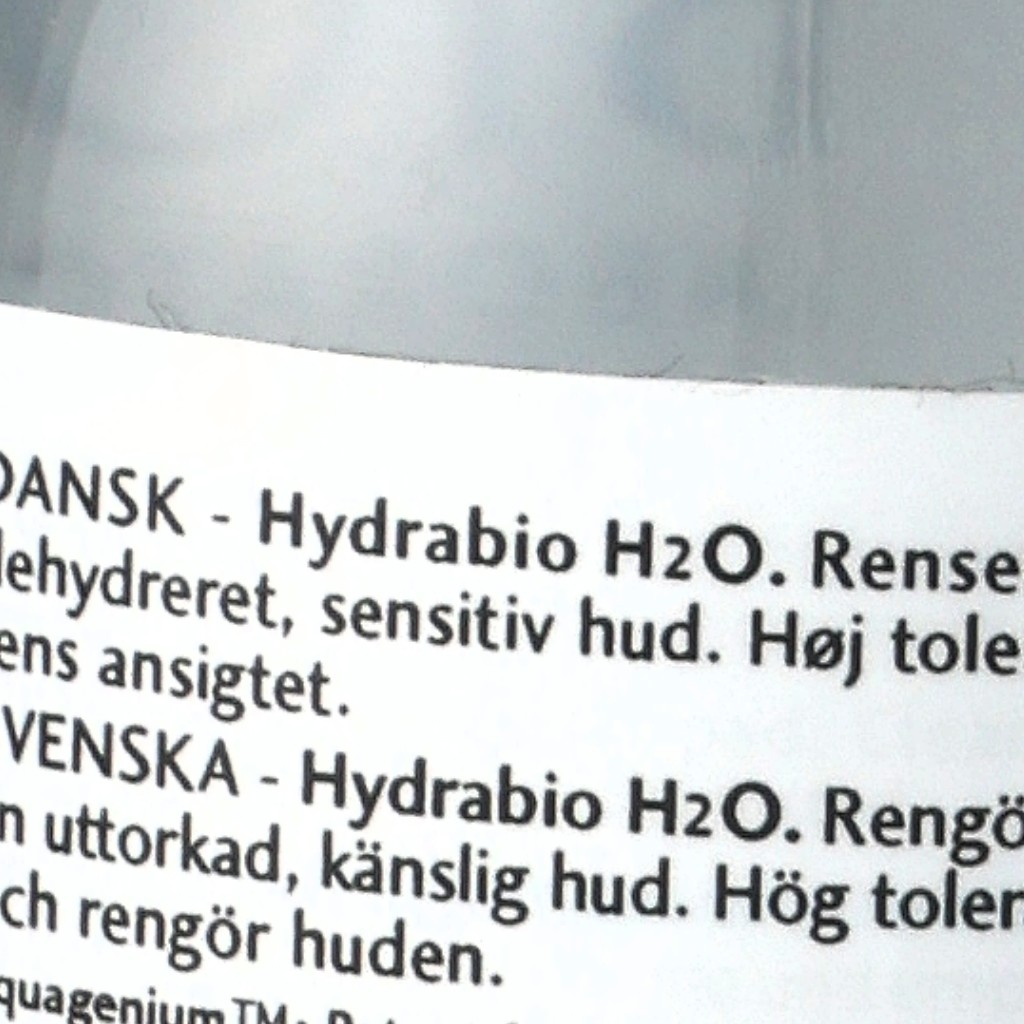 DANSK - Hydrabio H2O. Rense
dehydreret, sensitiv hud. Høj tole
ens ansigtet.
VENSKA - Hydrabio H2O. Rengö
n uttorkad, känslig hud. Hög toler
ch rengör huden.
quagenium™: